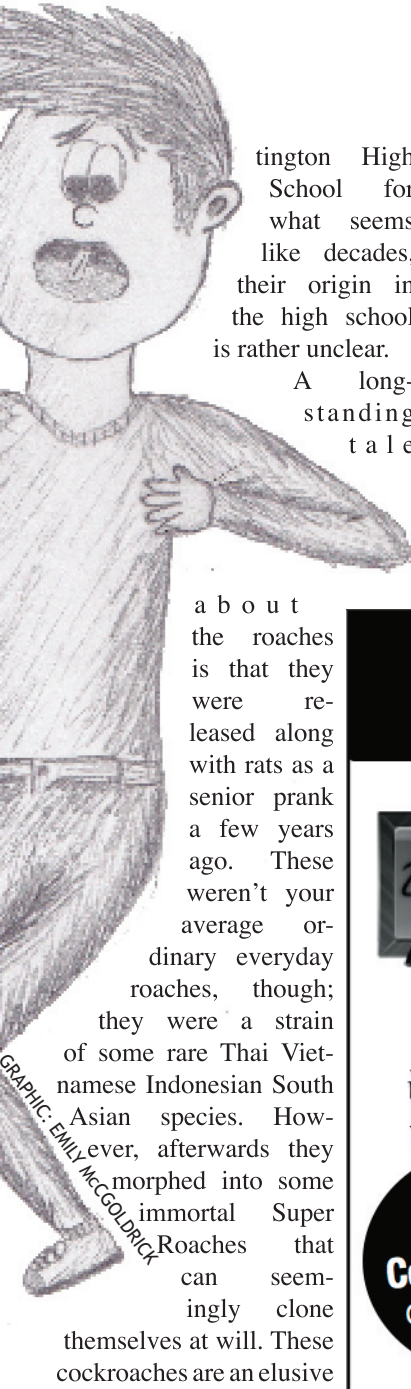 tington High
School for
what seems
like decades,
their origin in
the high school
is rather unclear.
A long-
standing
tale
about
the roaches
is that they
were re-
leased along
with rats as a
senior prank
a few years
ago. These
weren't your
average or-
dinary everyday
roaches, though;
they were a strain
of some rare Thai Viet-
namese Indonesian South
Asian species. How-
ever, afterwards they
morphed into some
immortal Super
Roaches that
can seem-
ingly clone
themselves at will. These
cockroaches are an elusive
GRAPHIC: EMILY McCGOLDRICK